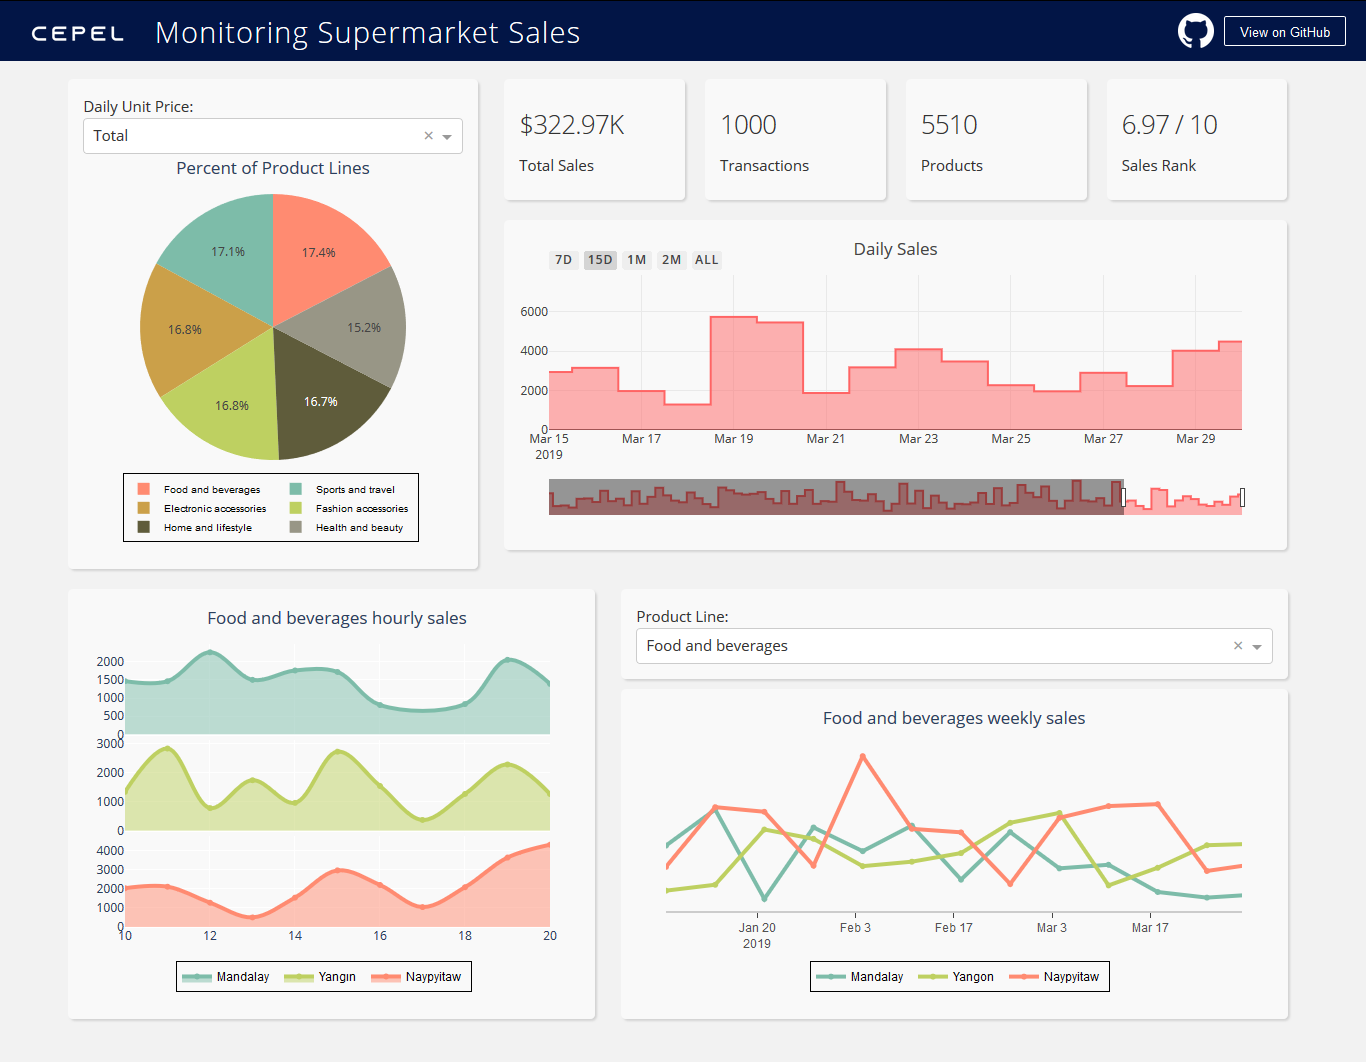 CEPEL
Monitoring Supermarket Sales
View on GitHub
Daily Unit Price:
Total
Percent of Product Lines
17.1%
17.4%
16.8%
15.2%
16.8%
16.7%
Food and beverages
Sports and travel
Electronic accessories
Fashion accessories
Home and lifestyle
Health and beauty
$322.97K
Total Sales
1000
Transactions
5510
Products
6.97 / 10
Sales Rank
Daily Sales
7D 15D 1M 2M ALL
6000
4000
2000
0
Mar 15 Mar 17 Mar 19 Mar 21 Mar 23 Mar 25 Mar 27 Mar 29
2019
Food and beverages hourly sales
2000
1500
1000
500
0
3000
2000
1000
0
4000
3000
2000
1000
0
10 12 14 16 18 20
Mandalay Yangın Naypyitaw
Product Line:
Food and beverages
Food and beverages weekly sales
Jan 20 Feb 3 Feb 17 Mar 3 Mar 17
2019
Mandalay Yangon Naypyitaw